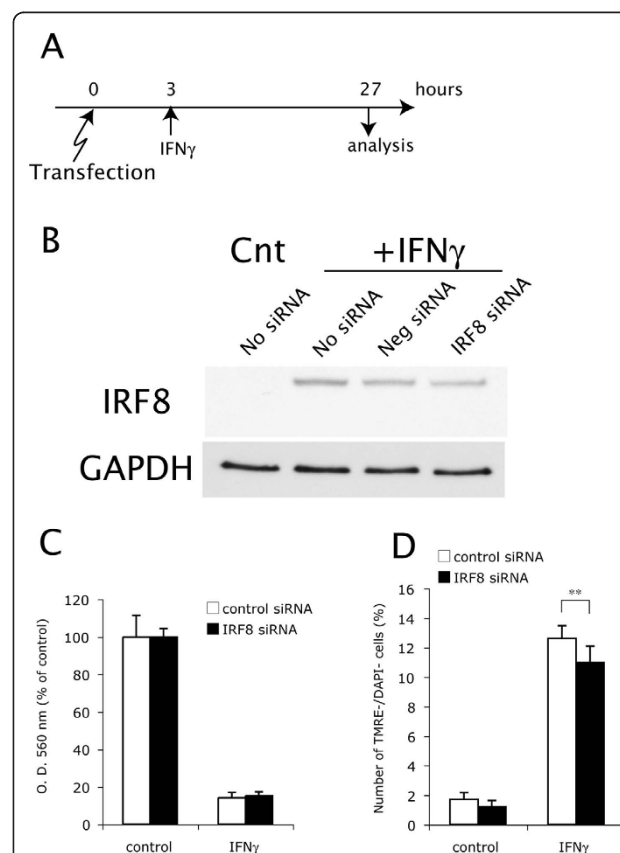 A
0 3 27 hours
IFNγ
analysis
Transfection
B
Cnt +IFNγ
No siRNA No siRNA Neg siRNA IRF8 siRNA
IRF8
GAPDH
C
control siRNA
IRF8 siRNA
O. D. 560 nm (% of control)
120
100
80
60
40
20
0
control IFNγ
D
control siRNA
IRF8 siRNA
Number of TMRE-/DAPI- cells (%)
16
14
12
10
8
6
4
2
0
**
control IFNγ